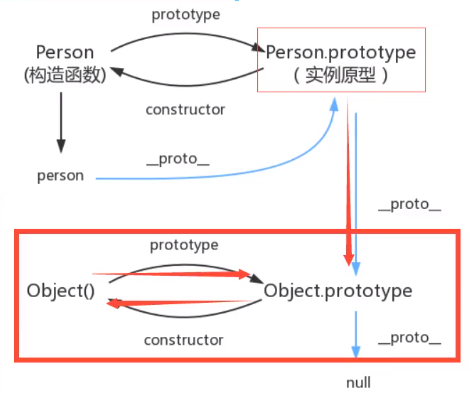 prototype
Person
(构造函数)
Person.prototype
（实例原型）
constructor
__proto__
person
__proto__
prototype
Object()
Object.prototype
constructor
__proto__
null